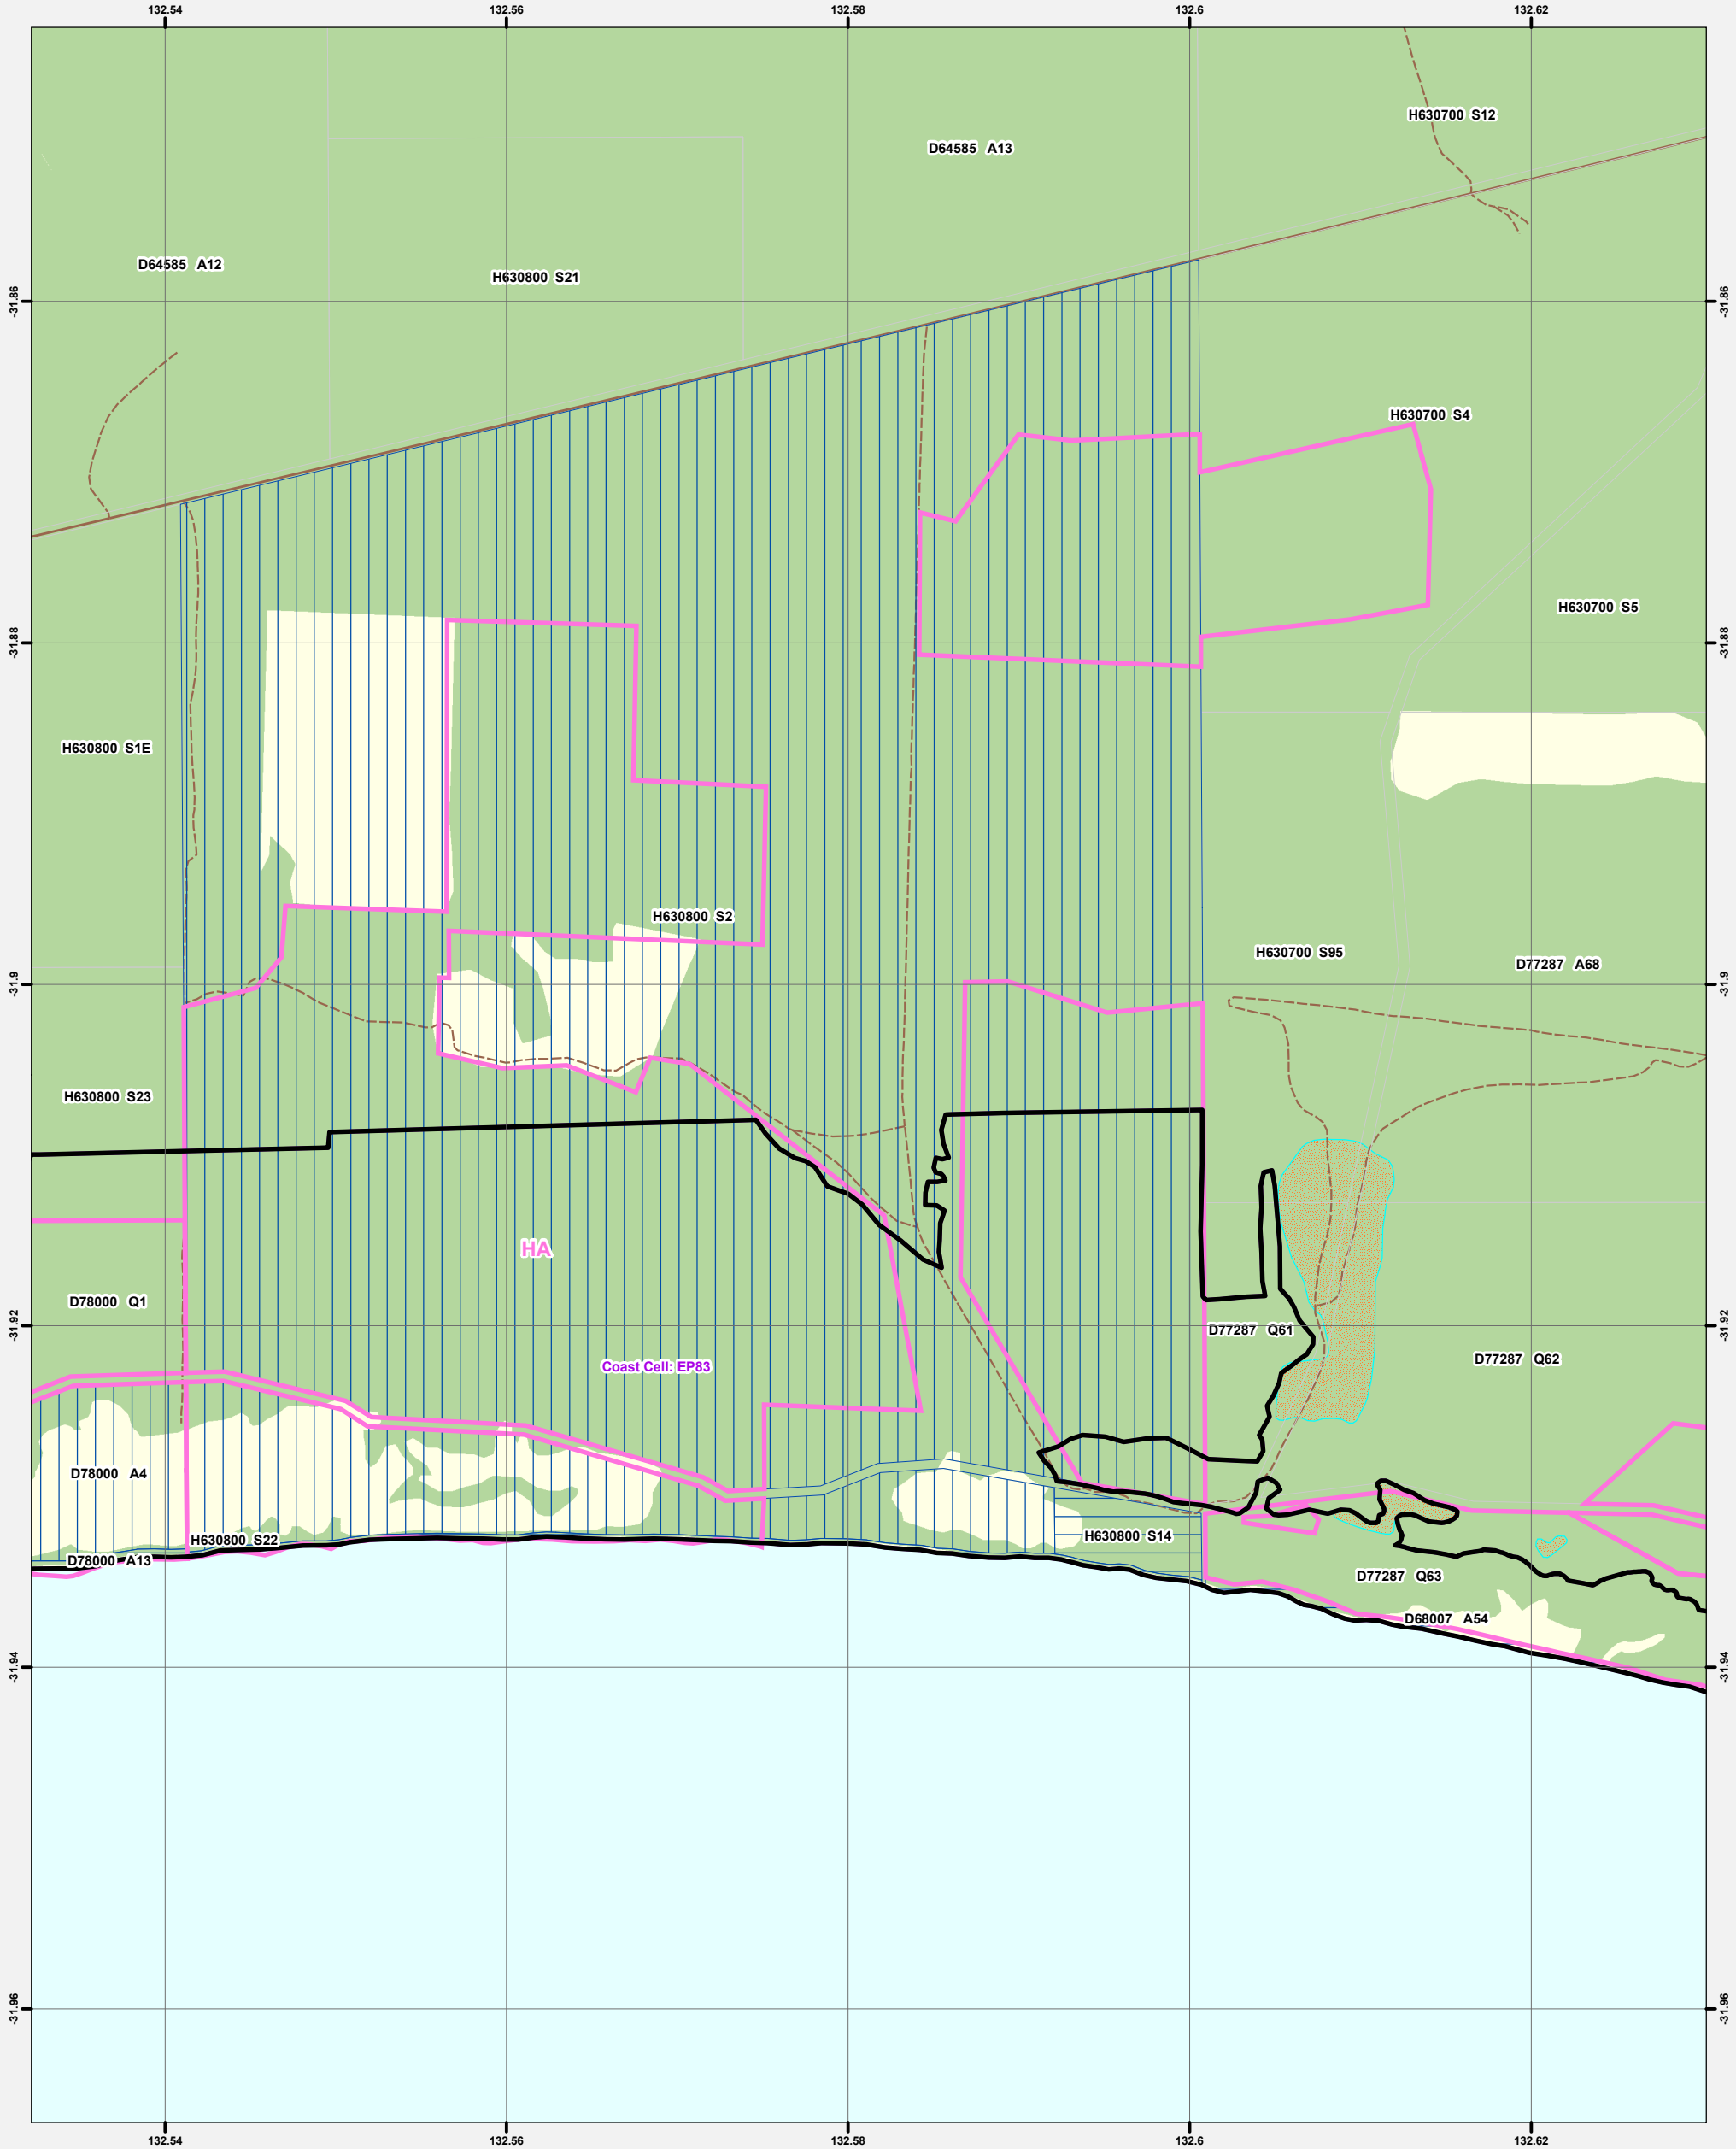 132.54 132.56 132.58 132.6 132.62
H630700 S12
D64585 A13
D64585 A12
H630800 S21
-31.86 -31.86
H630700 S4
H630700 S5
-31.88 -31.88
H630800 S1E
H630800 S2
H630700 S95
D77287 A68
-31.9 -31.9
H630800 S23
HA
D78000 Q1
-31.92 -31.92
D77287 Q61
D77287 Q62
Coast Cell: EP83
D78000 A4
H630800 S14
H630800 S22
D78000 A13
D77287 Q63
D68007 A54
-31.94 -31.94
-31.96 -31.96
132.54 132.56 132.58 132.6 132.62